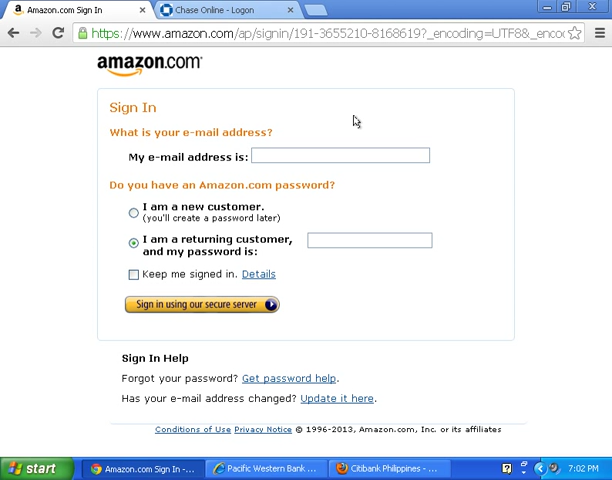 Amazon.com Sign In
Chase Online - Logon
https://www.amazon.com/ap/signin/191-3655210-8168619?_encoding=UTF8&_enco
amazon.com
Sign In
What is your e-mail address?
My e-mail address is:
Do you have an Amazon.com password?
I am a new customer.
(you'll create a password later)
I am a returning customer,
and my password is:
Keep me signed in. Details
Sign in using our secure server
Sign In Help
Forgot your password? Get password help.
Has your e-mail address changed? Update it here.
Conditions of Use Privacy Notice © 1996-2013, Amazon.com, Inc. or its affiliates
start
Amazon.com Sign In -...
Pacific Western Bank ...
Citibank Philippines - ...
7:02 PM